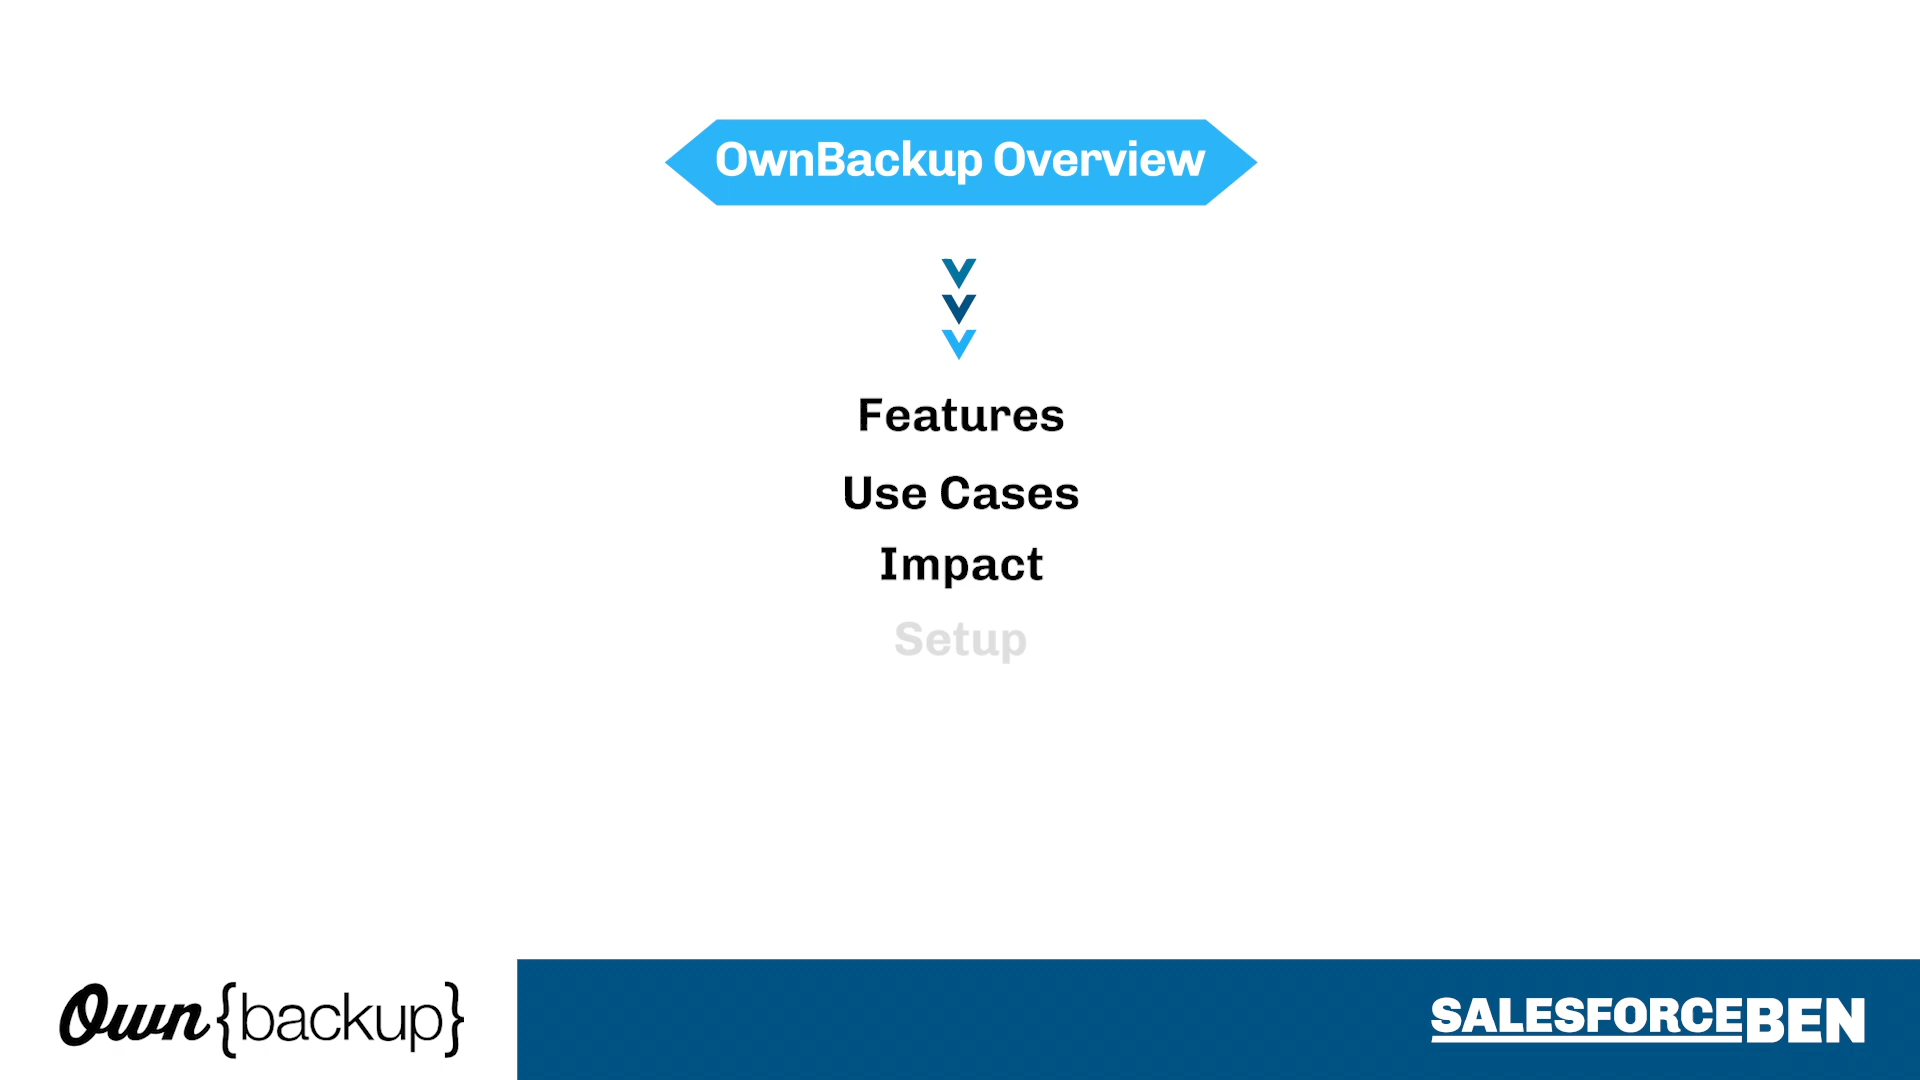 OwnBackup Overview
Features
Use Cases
Impact
Setup
Own {backup}
SALESFORCEBEN